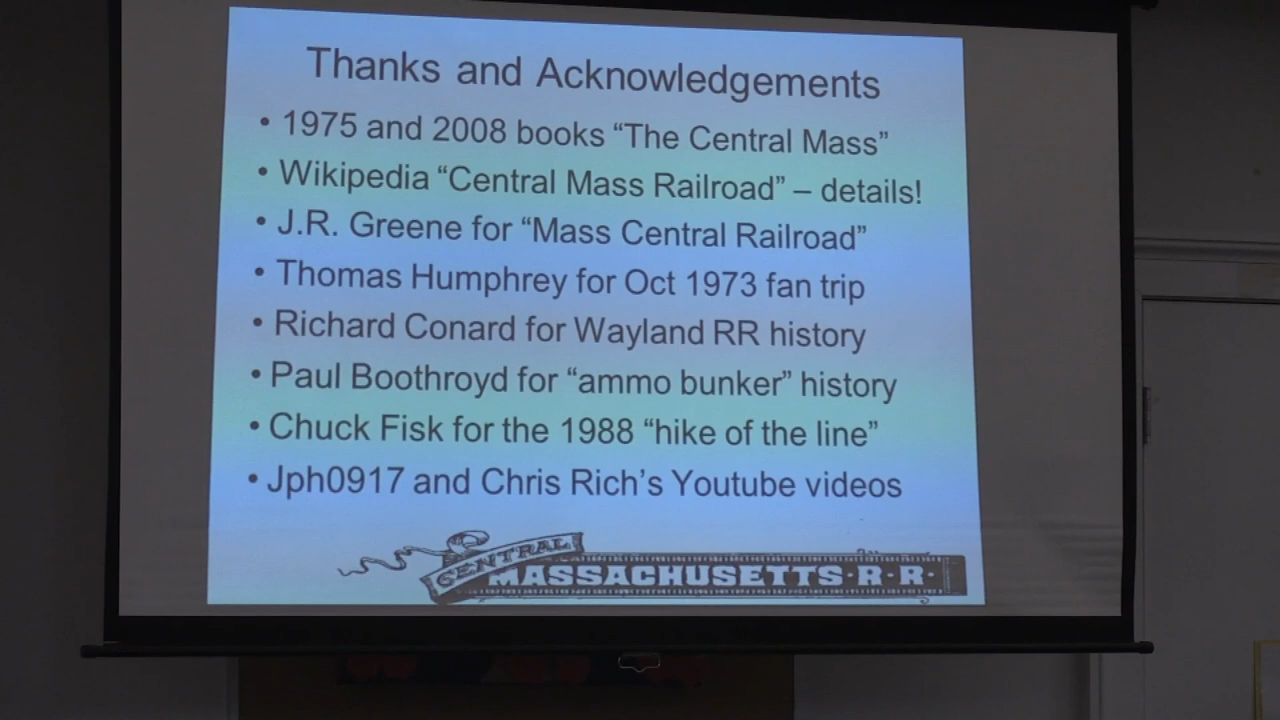 Thanks and Acknowledgements
• 1975 and 2008 books “The Central Mass”
• Wikipedia “Central Mass Railroad” – details!
• J.R. Greene for “Mass Central Railroad”
• Thomas Humphrey for Oct 1973 fan trip
• Richard Conard for Wayland RR history
• Paul Boothroyd for “ammo bunker” history
• Chuck Fisk for the 1988 “hike of the line”
• Jph0917 and Chris Rich’s Youtube videos
CENTRAL
MASSACHUSETTS·R·R·